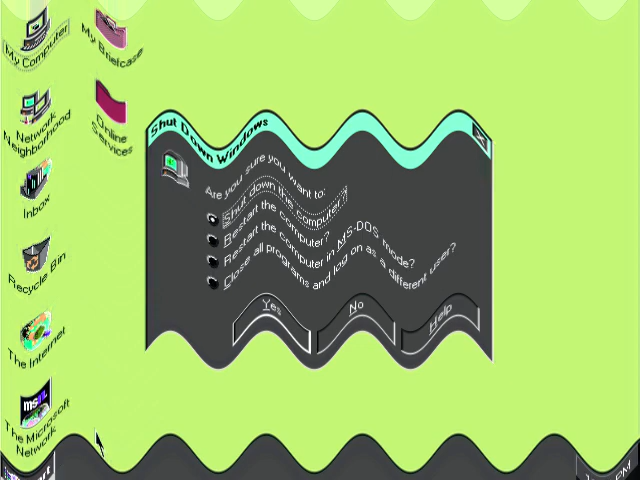 My Computer
My Briefcase
Network
Neighborhood
Online
Services
Inbox
Recycle Bin
The Internet
msn
The Microsoft
Network
Shut Down Windows
Are you sure you want to:
Shut down the computer?
Restart the computer?
Restart the computer in MS-DOS mode?
Close all programs and log on as a different user?
Yes
No
Help
PM